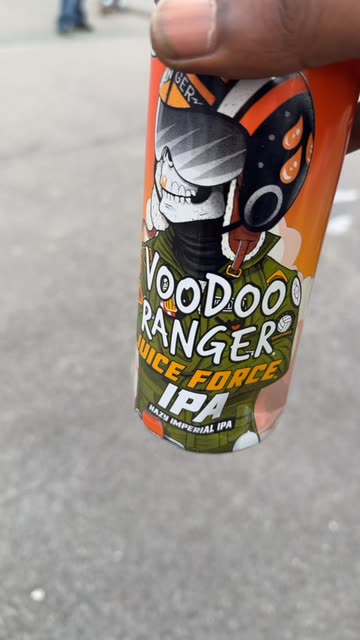 VOODOO
RANGER
JUICE FORCE
IPA
HAZY IMPERIAL IPA